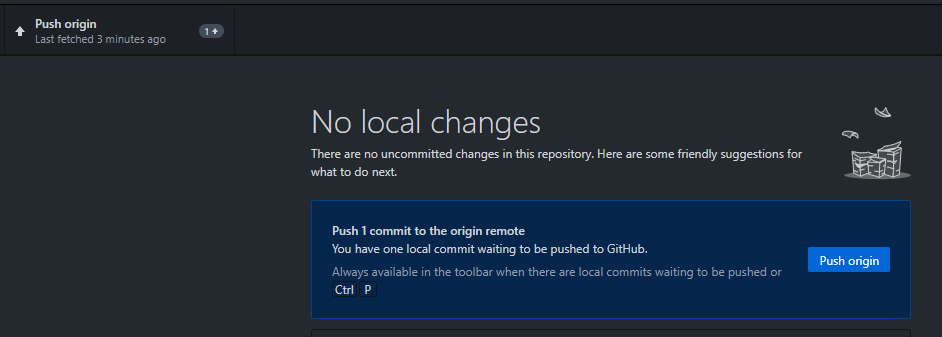 Push origin
Last fetched 3 minutes ago
1
No local changes
There are no uncommitted changes in this repository. Here are some friendly suggestions for
what to do next.
Push 1 commit to the origin remote
You have one local commit waiting to be pushed to GitHub.
Always available in the toolbar when there are local commits waiting to be pushed or
Ctrl P
Push origin